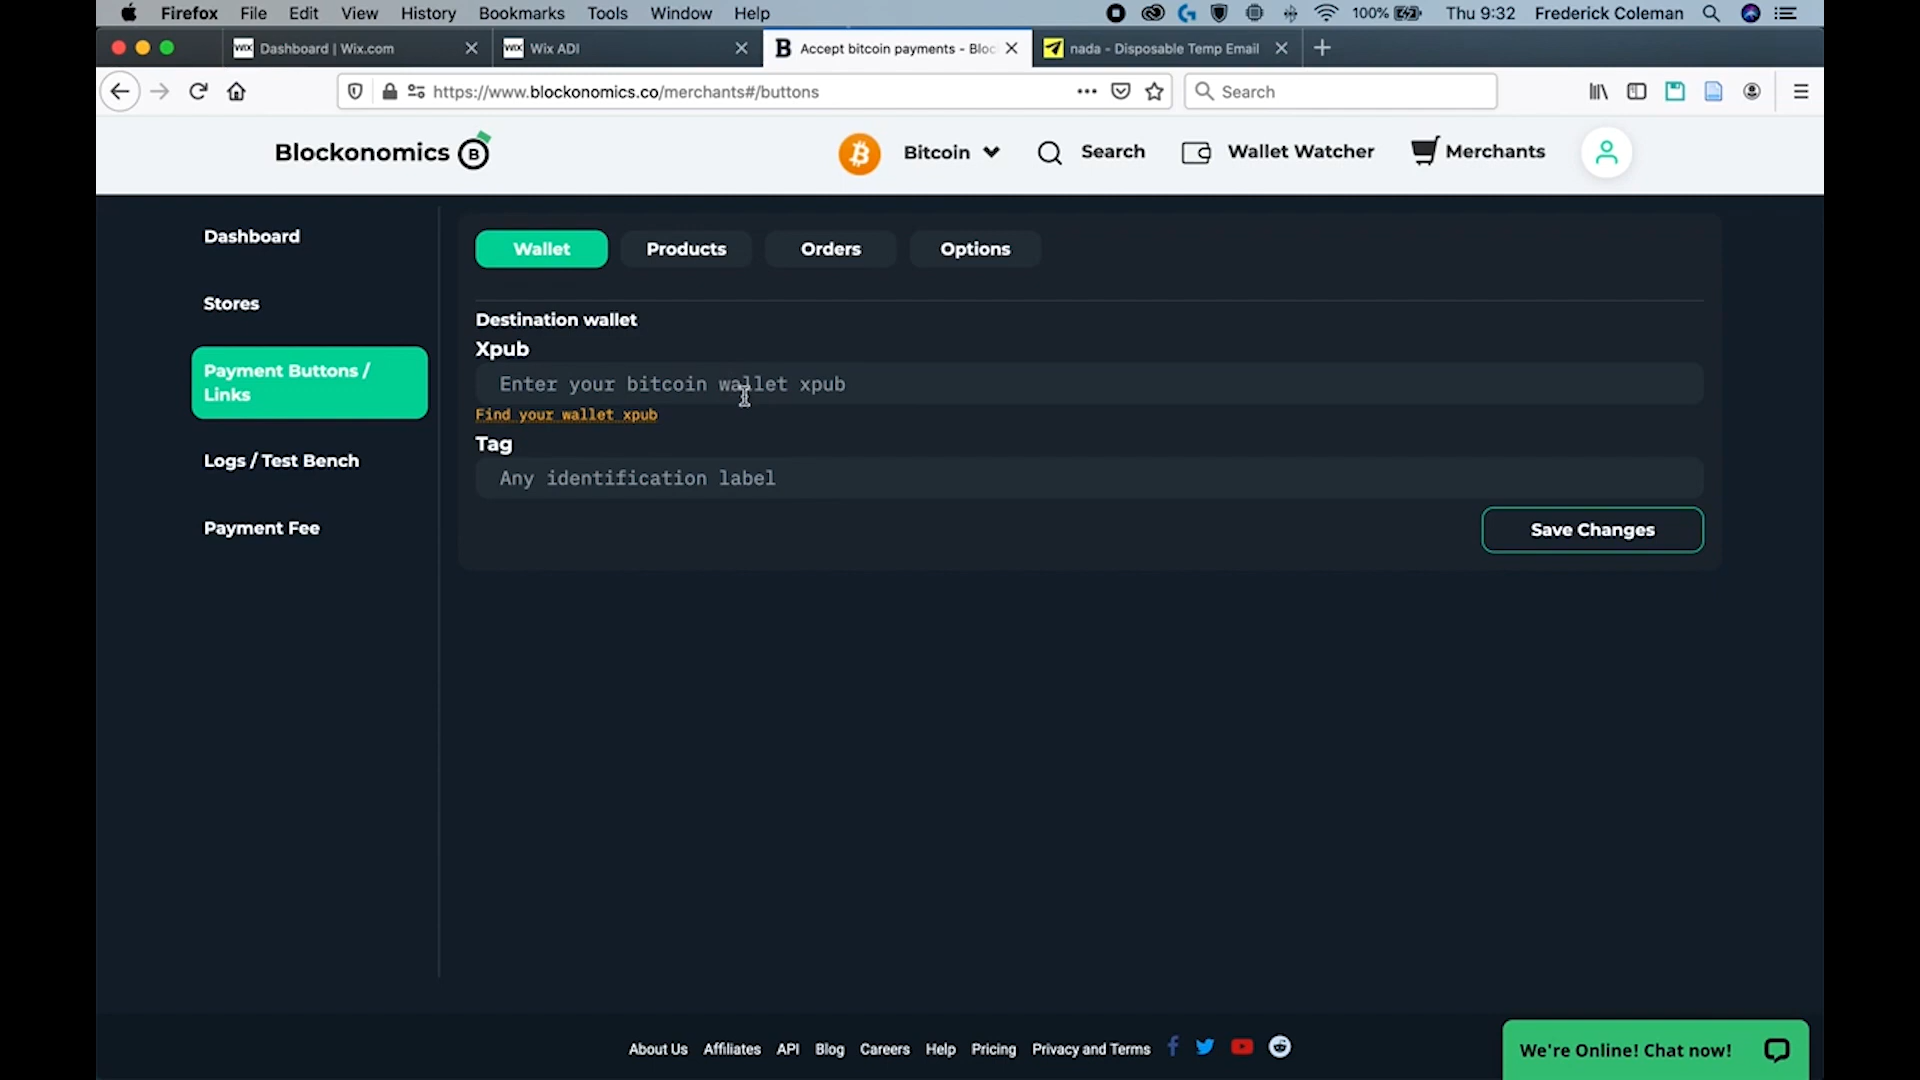 Firefox File Edit View History Bookmarks Tools Window Help 100% Thu 9:32 Frederick Coleman
WIX Dashboard | Wix.com WIX Wix ADI B Accept bitcoin payments - Bloc nada - Disposable Temp Email
https://www.blockonomics.co/merchants#/buttons Search
Blockonomics B Bitcoin Search Wallet Watcher Merchants
Dashboard
Stores
Payment Buttons /
Links
Logs / Test Bench
Payment Fee
Wallet Products Orders Options
Destination wallet
Xpub
Enter your bitcoin wallet xpub
Find your wallet xpub
Tag
Any identification label
Save Changes
About Us Affiliates API Blog Careers Help Pricing Privacy and Terms
We're Online! Chat now!